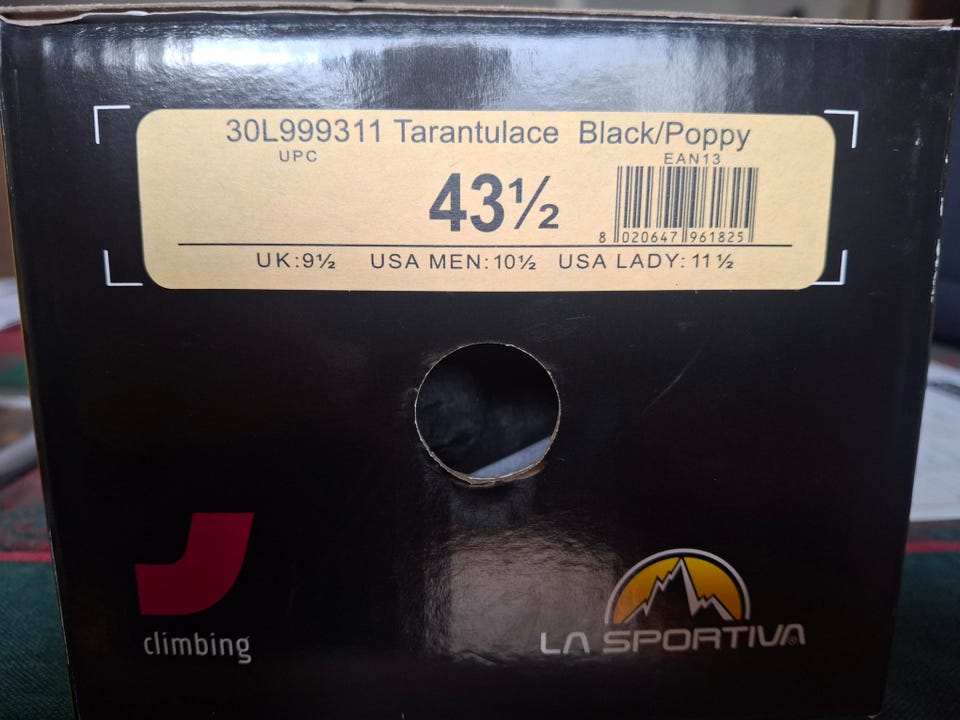 30L999311 Tarantulace Black/Poppy
UPC
EAN13
43½
8 020647 961825
UK:9½ USA MEN:10½ USA LADY:11½
climbing
LA SPORTIVA®